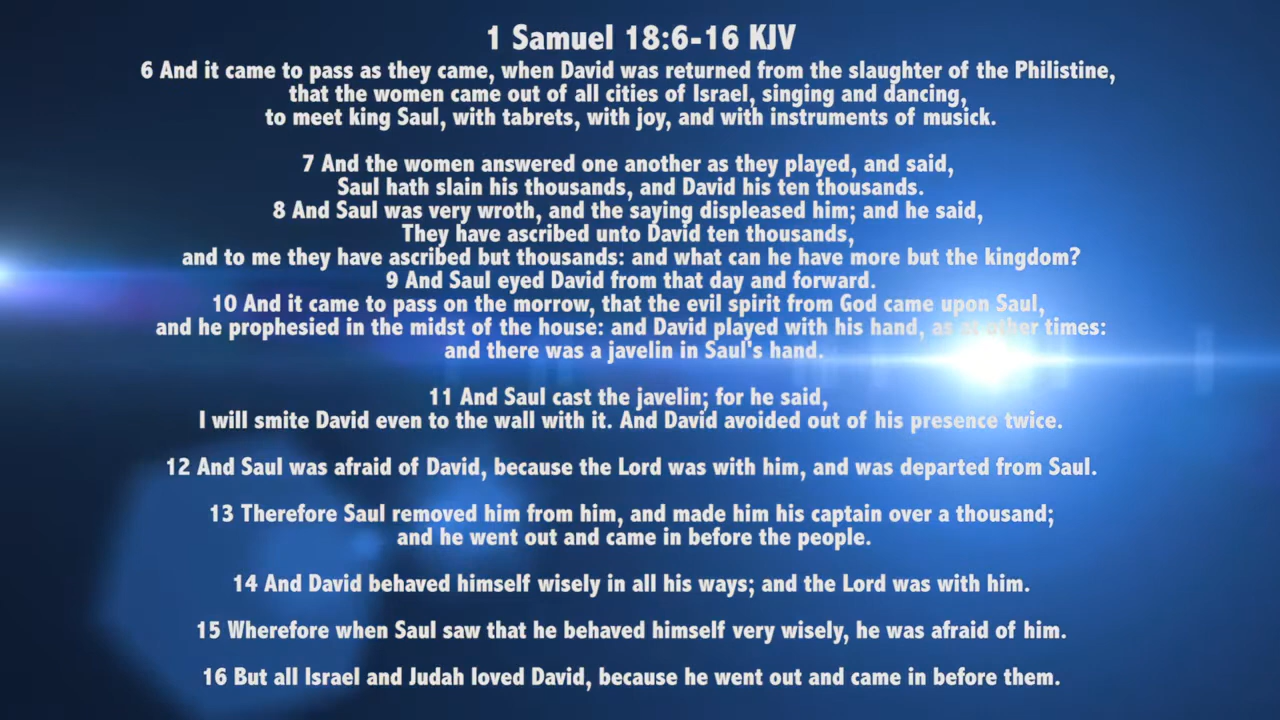 1 Samuel 18:6-16 KJV
6 And it came to pass as they came, when David was returned from the slaughter of the Philistine,
that the women came out of all cities of Israel, singing and dancing,
to meet king Saul, with tabrets, with joy, and with instruments of musick.
7 And the women answered one another as they played, and said,
Saul hath slain his thousands, and David his ten thousands.
8 And Saul was very wroth, and the saying displeased him; and he said,
They have ascribed unto David ten thousands,
and to me they have ascribed but thousands: and what can he have more but the kingdom?
9 And Saul eyed David from that day and forward.
10 And it came to pass on the morrow, that the evil spirit from God came upon Saul,
and he prophesied in the midst of the house: and David played with his hand, as at other times:
and there was a javelin in Saul's hand.
11 And Saul cast the javelin; for he said,
I will smite David even to the wall with it. And David avoided out of his presence twice.
12 And Saul was afraid of David, because the Lord was with him, and was departed from Saul.
13 Therefore Saul removed him from him, and made him his captain over a thousand;
and he went out and came in before the people.
14 And David behaved himself wisely in all his ways; and the Lord was with him.
15 Wherefore when Saul saw that he behaved himself very wisely, he was afraid of him.
16 But all Israel and Judah loved David, because he went out and came in before them.